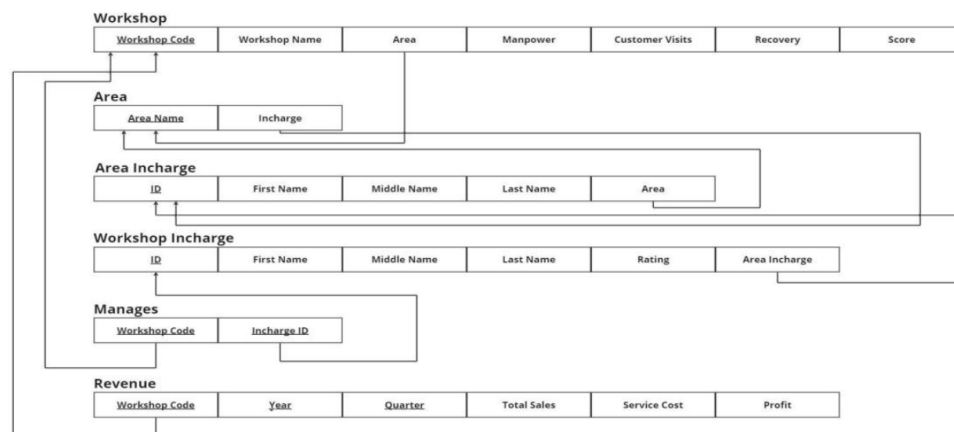 Workshop
Workshop Code Workshop Name Area Manpower Customer Visits Recovery Score
Area
Area Name Incharge
Area Incharge
ID First Name Middle Name Last Name Area
Workshop Incharge
ID First Name Middle Name Last Name Rating Area Incharge
Manages
Workshop Code Incharge ID
Revenue
Workshop Code Year Quarter Total Sales Service Cost Profit